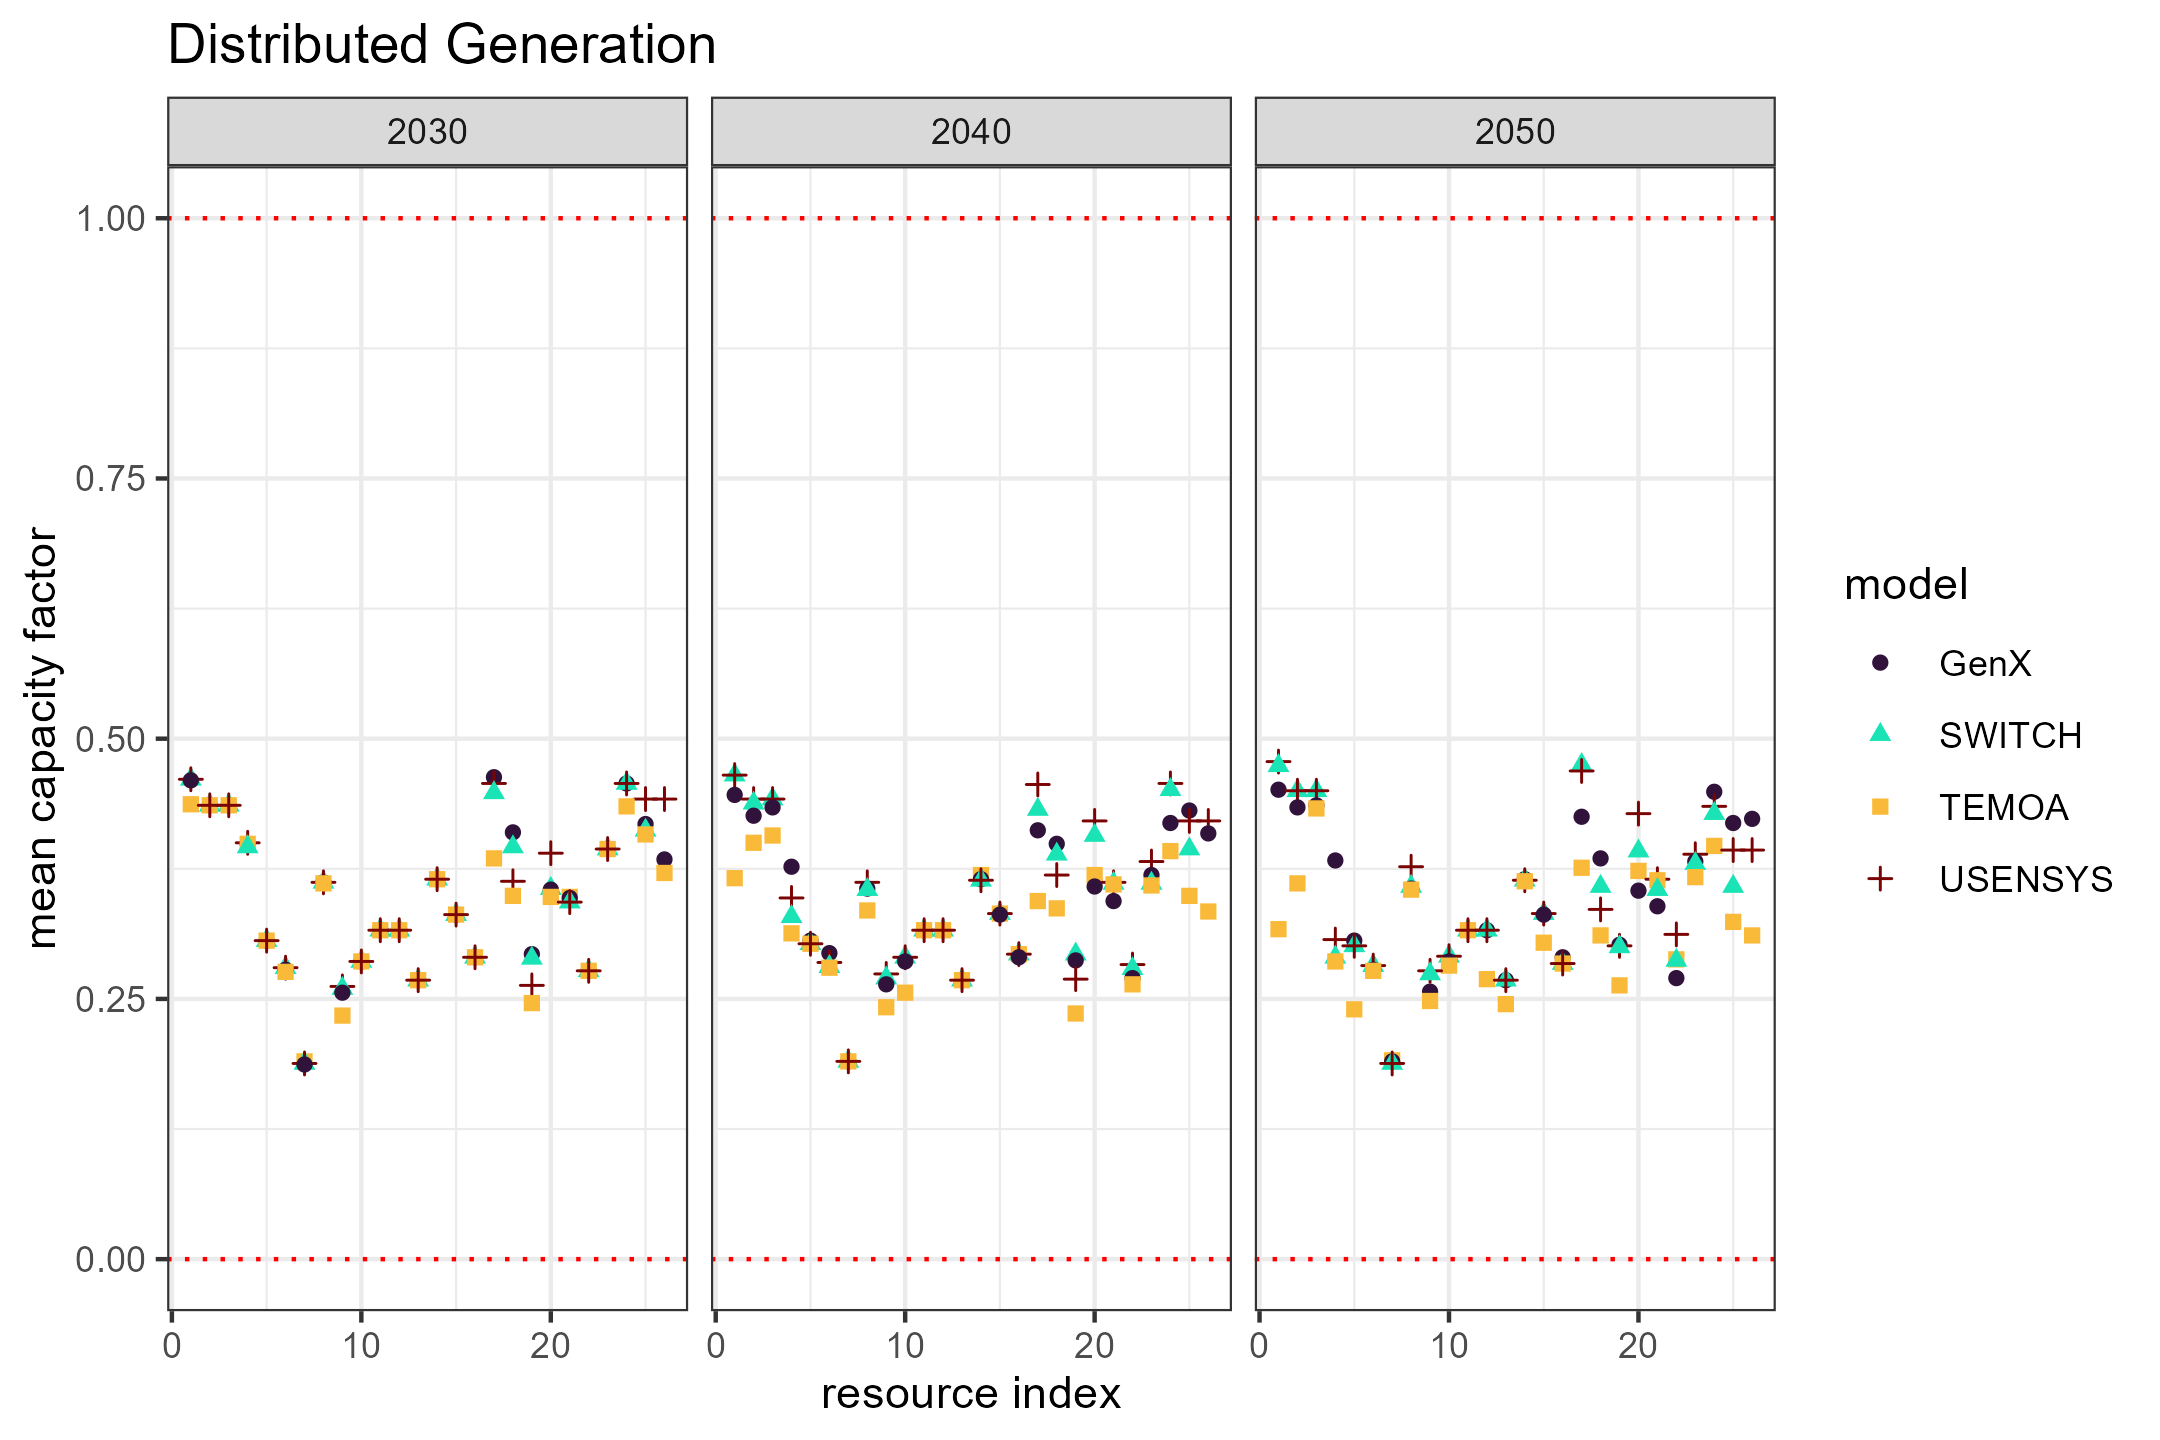 Distributed Generation
2030
2040
2050
1.00
0.75
0.50
0.25
0.00
mean capacity factor
0
10
20
0
10
20
0
10
20
resource index
model
GenX
SWITCH
TEMOA
USENSYS